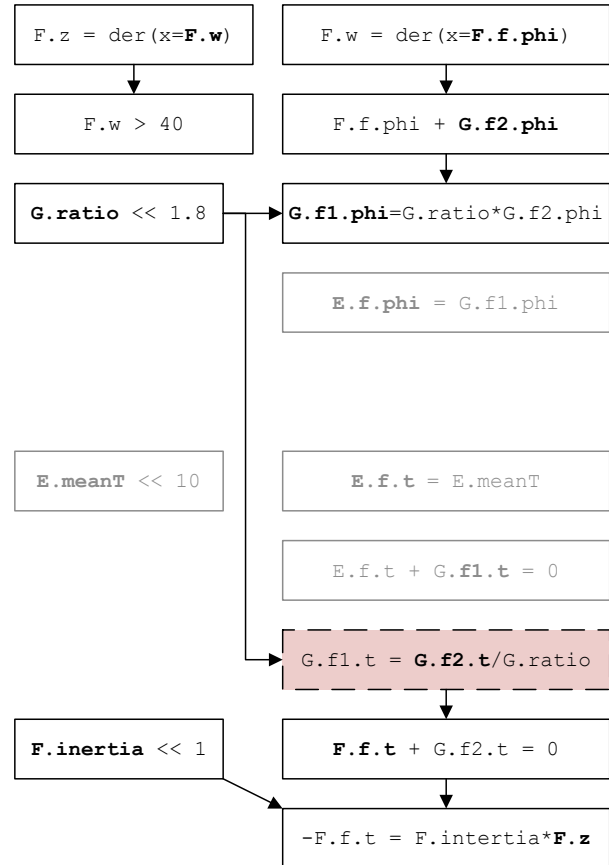 F.z = der(x=F.w)
F.w = der(x=F.f.phi)
F.w > 40
F.f.phi + G.f2.phi
G.ratio << 1.8
G.f1.phi=G.ratio*G.f2.phi
E.f.phi = G.f1.phi
E.meanT << 10
E.f.t = E.meanT
E.f.t + G.f1.t = 0
G.f1.t = G.f2.t/G.ratio
F.inertia << 1
F.f.t + G.f2.t = 0
-F.f.t = F.intertia*F.z